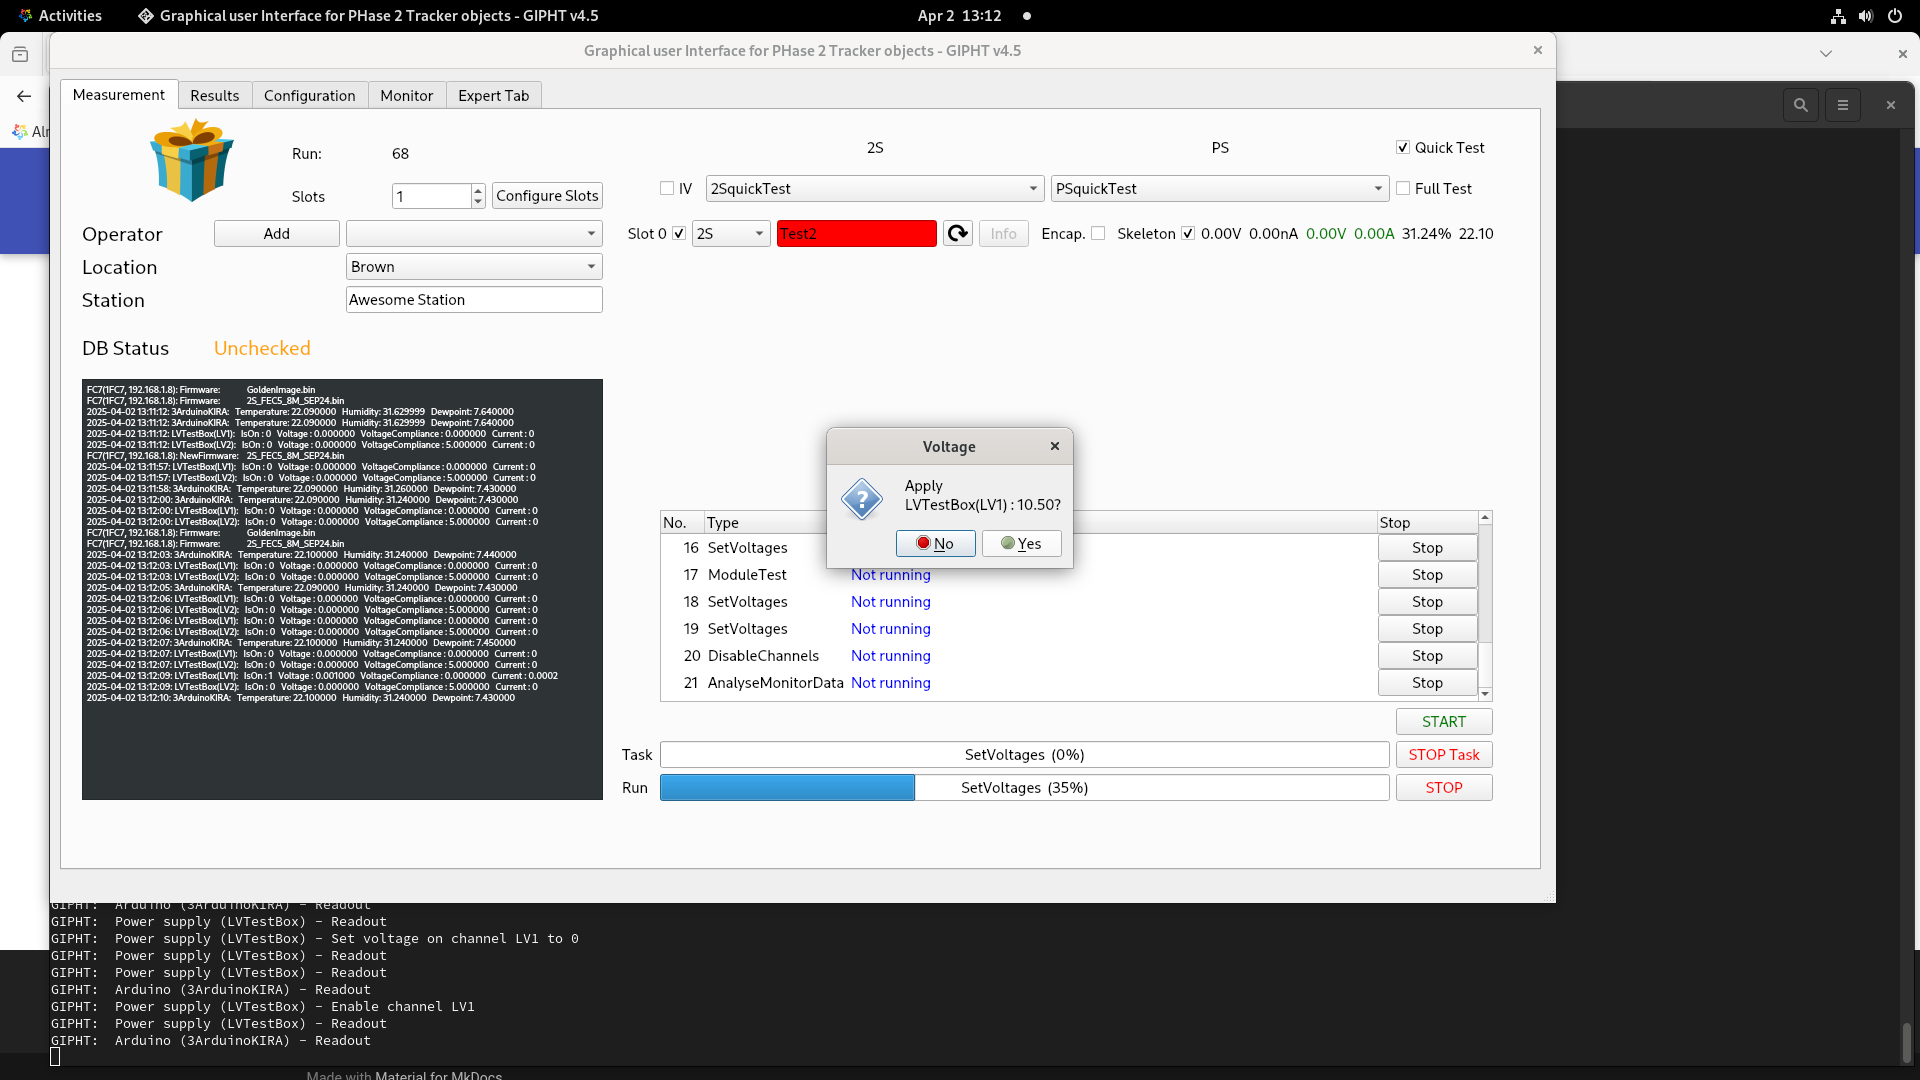 Activities
Graphical user Interface for PHase 2 Tracker objects - GIPHT v4.5
Apr 2 13:12
Graphical user Interface for PHase 2 Tracker objects - GIPHT v4.5
Measurement
Results
Configuration
Monitor
Expert Tab
Run:
68
2S
PS
Quick Test
Slots
1
Configure Slots
IV
2SquickTest
PSquickTest
Full Test
Operator
Add
Slot 0
2S
Test2
Info
Encap.
Skeleton
0.00V 0.00nA 0.00V 0.00A 31.24% 22.10
Location
Brown
Station
Awesome Station
DB Status
Unchecked
FC7(1FC7, 192.168.1.8): Firmware: GoldenImage.bin
FC7(1FC7, 192.168.1.8): Firmware: 2S_FEC5_8M_SEP24.bin
2025-04-02 13:11:12: 3ArduinoKIRA: Temperature: 22.090000 Humidity: 31.629999 Dewpoint: 7.640000
2025-04-02 13:11:12: 3ArduinoKIRA: Temperature: 22.090000 Humidity: 31.629999 Dewpoint: 7.640000
2025-04-02 13:11:12: LVTestBox(LV1): IsOn : 0 Voltage : 0.000000 VoltageCompliance : 0.000000 Current : 0
2025-04-02 13:11:12: LVTestBox(LV2): IsOn : 0 Voltage : 0.000000 VoltageCompliance : 5.000000 Current : 0
FC7(1FC7, 192.168.1.8): NewFirmware: 2S_FEC5_8M_SEP24.bin
2025-04-02 13:11:57: LVTestBox(LV1): IsOn : 0 Voltage : 0.000000 VoltageCompliance : 0.000000 Current : 0
2025-04-02 13:11:57: LVTestBox(LV2): IsOn : 0 Voltage : 0.000000 VoltageCompliance : 5.000000 Current : 0
2025-04-02 13:11:58: 3ArduinoKIRA: Temperature: 22.090000 Humidity: 31.260000 Dewpoint: 7.430000
2025-04-02 13:12:00: 3ArduinoKIRA: Temperature: 22.090000 Humidity: 31.240000 Dewpoint: 7.430000
2025-04-02 13:12:00: LVTestBox(LV1): IsOn : 0 Voltage : 0.000000 VoltageCompliance : 0.000000 Current : 0
2025-04-02 13:12:00: LVTestBox(LV2): IsOn : 0 Voltage : 0.000000 VoltageCompliance : 5.000000 Current : 0
FC7(1FC7, 192.168.1.8): Firmware: GoldenImage.bin
FC7(1FC7, 192.168.1.8): Firmware: 2S_FEC5_8M_SEP24.bin
2025-04-02 13:12:03: 3ArduinoKIRA: Temperature: 22.100000 Humidity: 31.240000 Dewpoint: 7.440000
2025-04-02 13:12:03: LVTestBox(LV1): IsOn : 0 Voltage : 0.000000 VoltageCompliance : 0.000000 Current : 0
2025-04-02 13:12:03: LVTestBox(LV2): IsOn : 0 Voltage : 0.000000 VoltageCompliance : 5.000000 Current : 0
2025-04-02 13:12:05: 3ArduinoKIRA: Temperature: 22.090000 Humidity: 31.240000 Dewpoint: 7.430000
2025-04-02 13:12:06: LVTestBox(LV1): IsOn : 0 Voltage : 0.000000 VoltageCompliance : 0.000000 Current : 0
2025-04-02 13:12:06: LVTestBox(LV2): IsOn : 0 Voltage : 0.000000 VoltageCompliance : 5.000000 Current : 0
2025-04-02 13:12:06: LVTestBox(LV1): IsOn : 0 Voltage : 0.000000 VoltageCompliance : 0.000000 Current : 0
2025-04-02 13:12:06: LVTestBox(LV2): IsOn : 0 Voltage : 0.000000 VoltageCompliance : 5.000000 Current : 0
2025-04-02 13:12:07: 3ArduinoKIRA: Temperature: 22.100000 Humidity: 31.240000 Dewpoint: 7.450000
2025-04-02 13:12:07: LVTestBox(LV1): IsOn : 0 Voltage : 0.000000 VoltageCompliance : 0.000000 Current : 0
2025-04-02 13:12:07: LVTestBox(LV2): IsOn : 0 Voltage : 0.000000 VoltageCompliance : 5.000000 Current : 0
2025-04-02 13:12:09: LVTestBox(LV1): IsOn : 1 Voltage : 0.001000 VoltageCompliance : 0.000000 Current : 0.0002
2025-04-02 13:12:09: LVTestBox(LV2): IsOn : 0 Voltage : 0.000000 VoltageCompliance : 5.000000 Current : 0
2025-04-02 13:12:10: 3ArduinoKIRA: Temperature: 22.100000 Humidity: 31.240000 Dewpoint: 7.430000
Voltage
Apply
LVTestBox(LV1) : 10.50?
No
Yes
No. Type Stop
16 SetVoltages Stop
17 ModuleTest Not running Stop
18 SetVoltages Not running Stop
19 SetVoltages Not running Stop
20 DisableChannels Not running Stop
21 AnalyseMonitorData Not running Stop
START
Task
SetVoltages (0%)
STOP Task
Run
SetVoltages (35%)
STOP
GIPHT: Arduino (3ArduinoKIRA) - Readout
GIPHT: Power supply (LVTestBox) - Readout
GIPHT: Power supply (LVTestBox) - Set voltage on channel LV1 to 0
GIPHT: Power supply (LVTestBox) - Readout
GIPHT: Power supply (LVTestBox) - Readout
GIPHT: Arduino (3ArduinoKIRA) - Readout
GIPHT: Power supply (LVTestBox) - Enable channel LV1
GIPHT: Power supply (LVTestBox) - Readout
GIPHT: Arduino (3ArduinoKIRA) - Readout
Made with Material for MkDocs